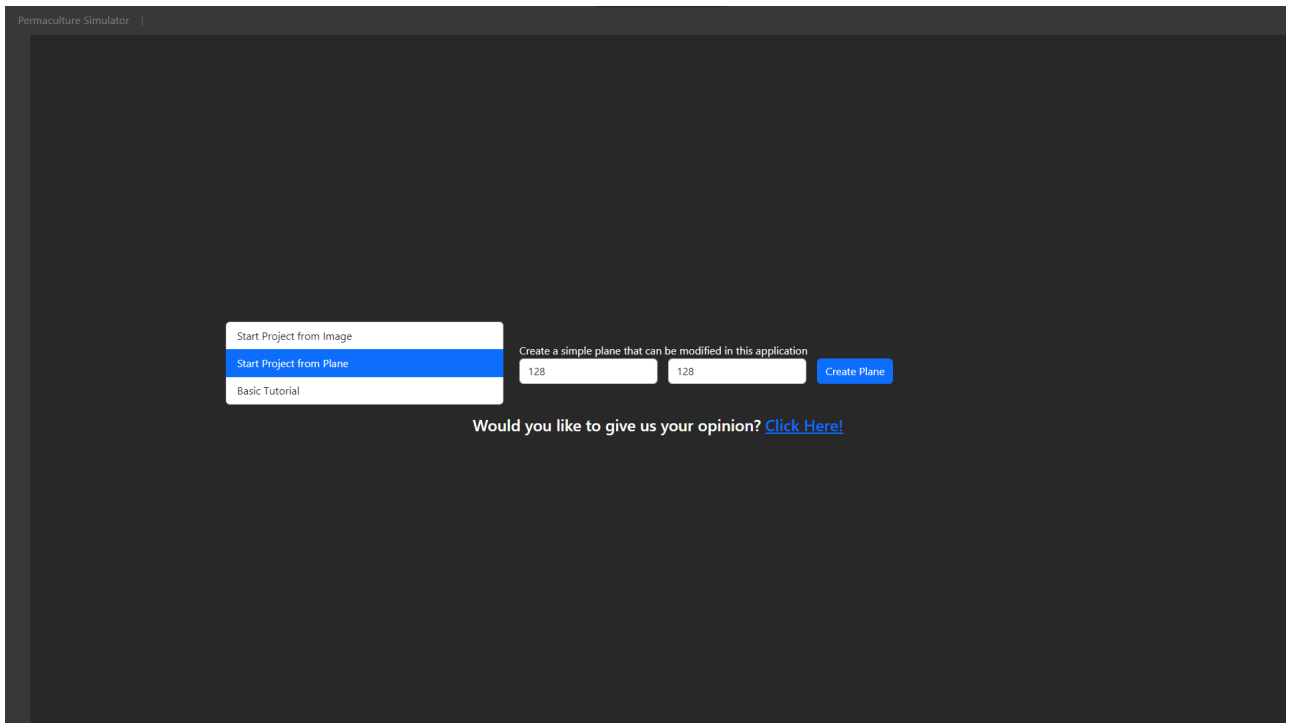 Permaculture Simulator |
Start Project from Image
Start Project from Plane
Basic Tutorial
Create a simple plane that can be modified in this application
128 128 Create Plane
Would you like to give us your opinion? Click Here!